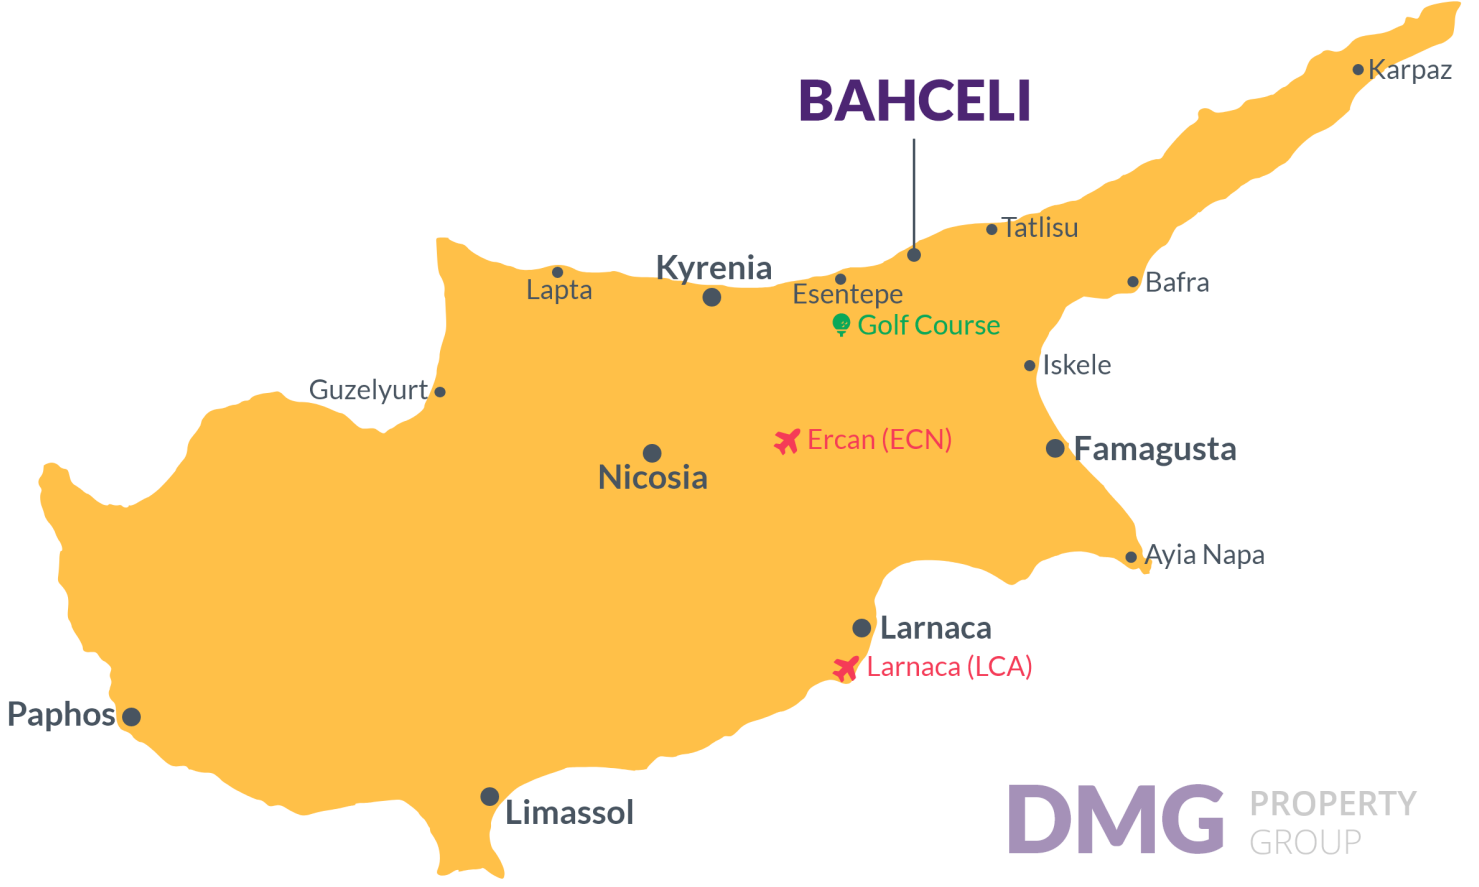 Karpaz
BAHCELI
Tatlisu
Kyrenia
Lapta
Esentepe
Bafra
Golf Course
Iskele
Guzelyurt
Ercan (ECN)
Famagusta
Nicosia
Ayia Napa
Larnaca
Larnaca (LCA)
Paphos
Limassol
DMG PROPERTY
GROUP